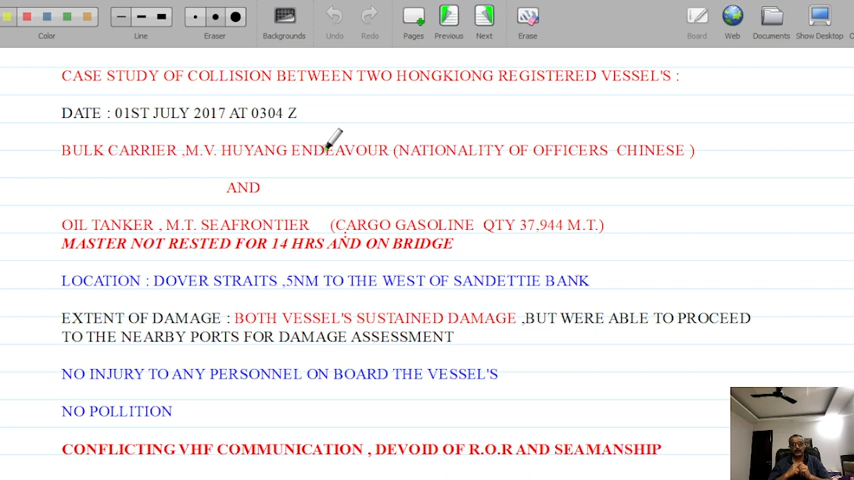 Color
Line
Eraser
Backgrounds
Undo
Redo
Pages
Previous
Next
Erase
Board
Web
Documents
Show Desktop
CASE STUDY OF COLLISION BETWEEN TWO HONGKIONG REGISTERED VESSEL'S :
DATE : 01ST JULY 2017 AT 0304 Z
BULK CARRIER ,M.V. HUYANG ENDEAVOUR (NATIONALITY OF OFFICERS CHINESE )
AND
OIL TANKER , M.T. SEAFRONTIER (CARGO GASOLINE QTY 37,944 M.T.)
MASTER NOT RESTED FOR 14 HRS AND ON BRIDGE
LOCATION : DOVER STRAITS ,5NM TO THE WEST OF SANDETTIE BANK
EXTENT OF DAMAGE : BOTH VESSEL'S SUSTAINED DAMAGE ,BUT WERE ABLE TO PROCEED
TO THE NEARBY PORTS FOR DAMAGE ASSESSMENT
NO INJURY TO ANY PERSONNEL ON BOARD THE VESSEL'S
NO POLLITION
CONFLICTING VHF COMMUNICATION , DEVOID OF R.O.R AND SEAMANSHIP